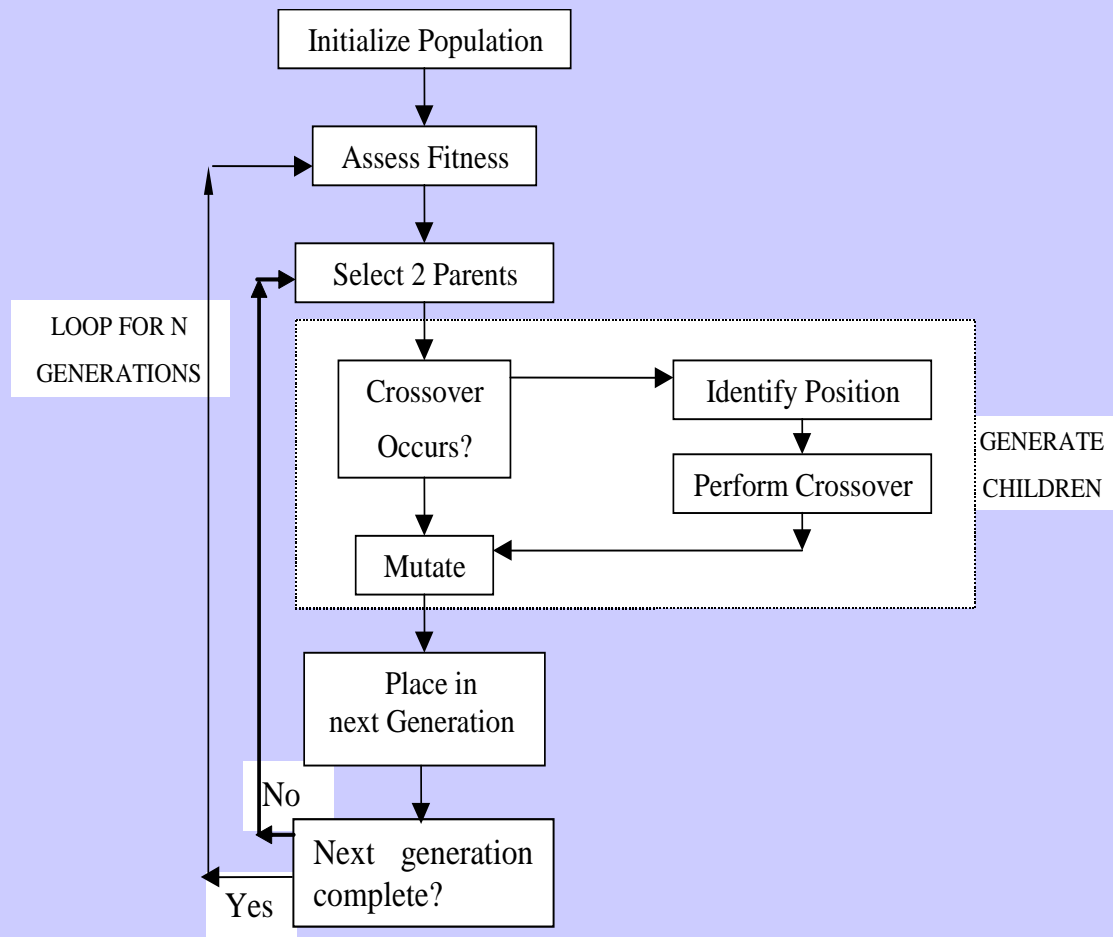 Initialize Population
Assess Fitness
Select 2 Parents
LOOP FOR N
GENERATIONS
Crossover
Occurs?
Identify Position
Perform Crossover
GENERATE
CHILDREN
Mutate
Place in
next Generation
No
Next generation
complete?
Yes